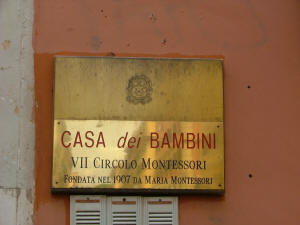 CASA dei BAMBINI
VII CIRCOLO MONTESSORI
FONDATA NEL 1907 DA MARIA MONTESSORI